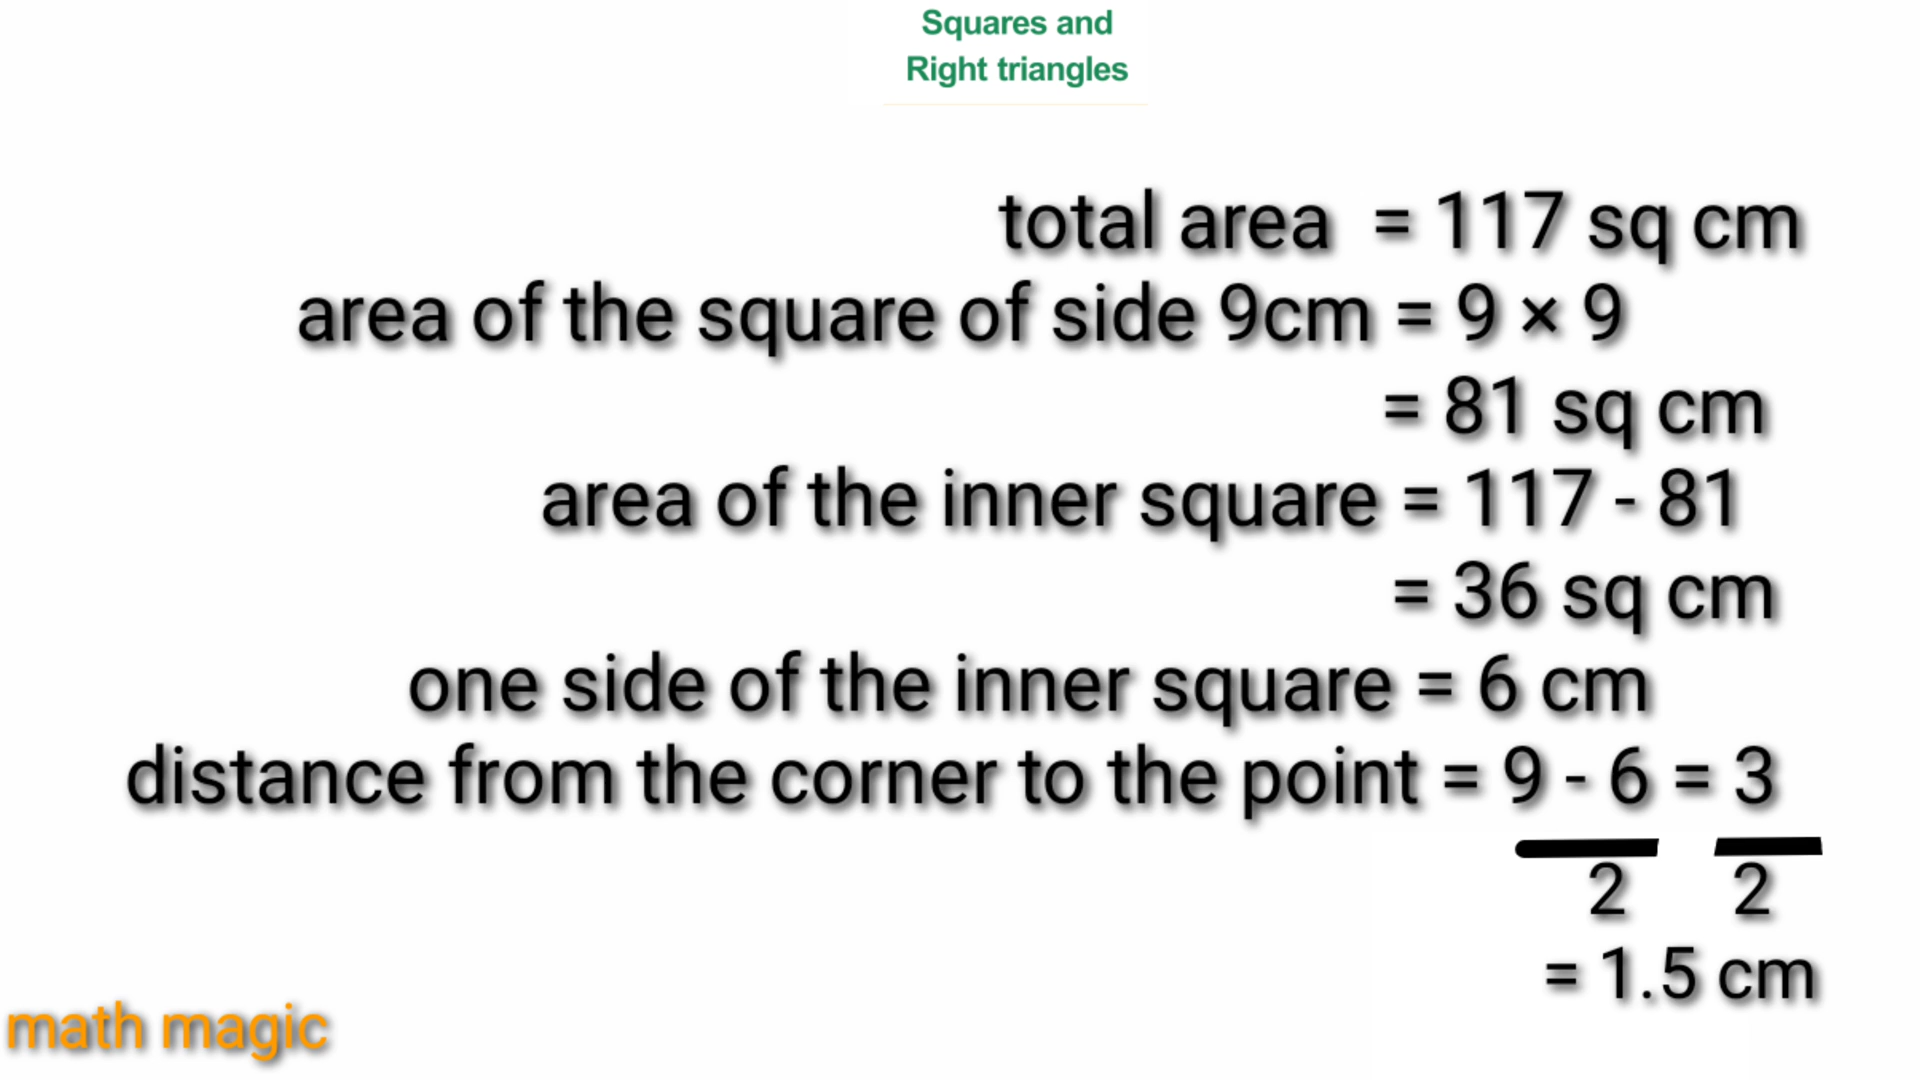 Squares and
Right triangles
total area = 117 sq cm
area of the square of side 9cm = 9 × 9
= 81 sq cm
area of the inner square = 117 - 81
= 36 sq cm
one side of the inner square = 6 cm
distance from the corner to the point = 9 - 6 = 3
2 2
= 1.5 cm
math magic